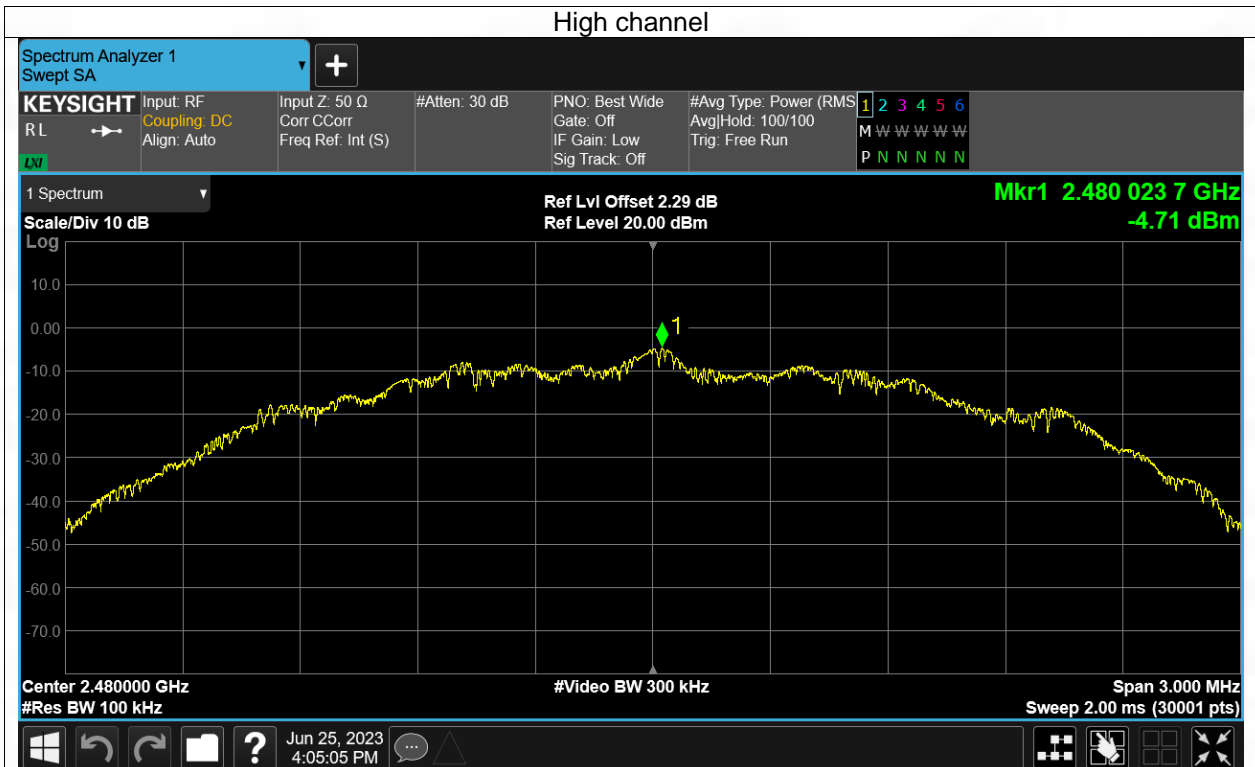 High channel
Spectrum Analyzer 1
Swept SA
KEYSIGHT
RL
LXI
Input: RF
Coupling: DC
Align: Auto
Input Z: 50 Ω
Corr CCorr
Freq Ref: Int (S)
#Atten: 30 dB
PNO: Best Wide
Gate: Off
IF Gain: Low
Sig Track: Off
#Avg Type: Power (RMS
Avg|Hold: 100/100
Trig: Free Run
1 2 3 4 5 6
M W W W W W
P N N N N N
1 Spectrum
Scale/Div 10 dB
Log
Ref Lvl Offset 2.29 dB
Ref Level 20.00 dBm
Mkr1 2.480 023 7 GHz
-4.71 dBm
10.0
0.00
-10.0
-20.0
-30.0
-40.0
-50.0
-60.0
-70.0
1
Center 2.480000 GHz
#Res BW 100 kHz
#Video BW 300 kHz
Span 3.000 MHz
Sweep 2.00 ms (30001 pts)
?
Jun 25, 2023
4:05:05 PM